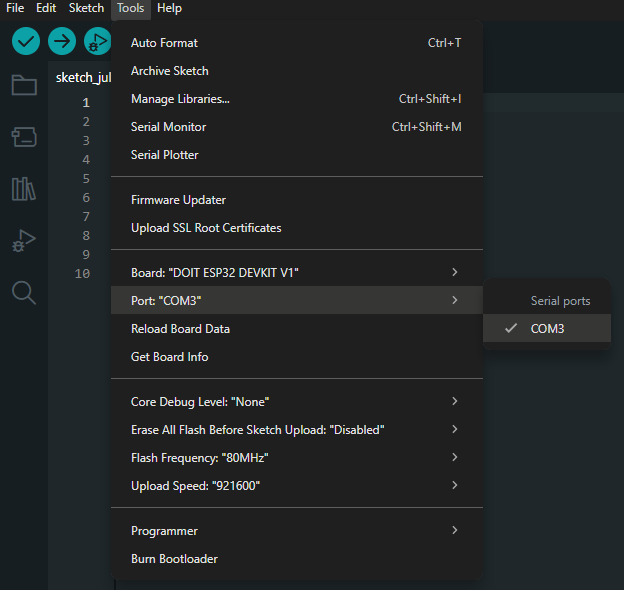 File Edit Sketch Tools Help
Auto Format Ctrl+T
Archive Sketch
sketch_jul
Manage Libraries... Ctrl+Shift+I
Serial Monitor Ctrl+Shift+M
Serial Plotter
Firmware Updater
Upload SSL Root Certificates
Board: "DOIT ESP32 DEVKIT V1"
Port: "COM3"
Reload Board Data
Get Board Info
Core Debug Level: "None"
Erase All Flash Before Sketch Upload: "Disabled"
Flash Frequency: "80MHz"
Upload Speed: "921600"
Programmer
Burn Bootloader
Serial ports
COM3
1
2
3
4
5
6
7
8
9
10